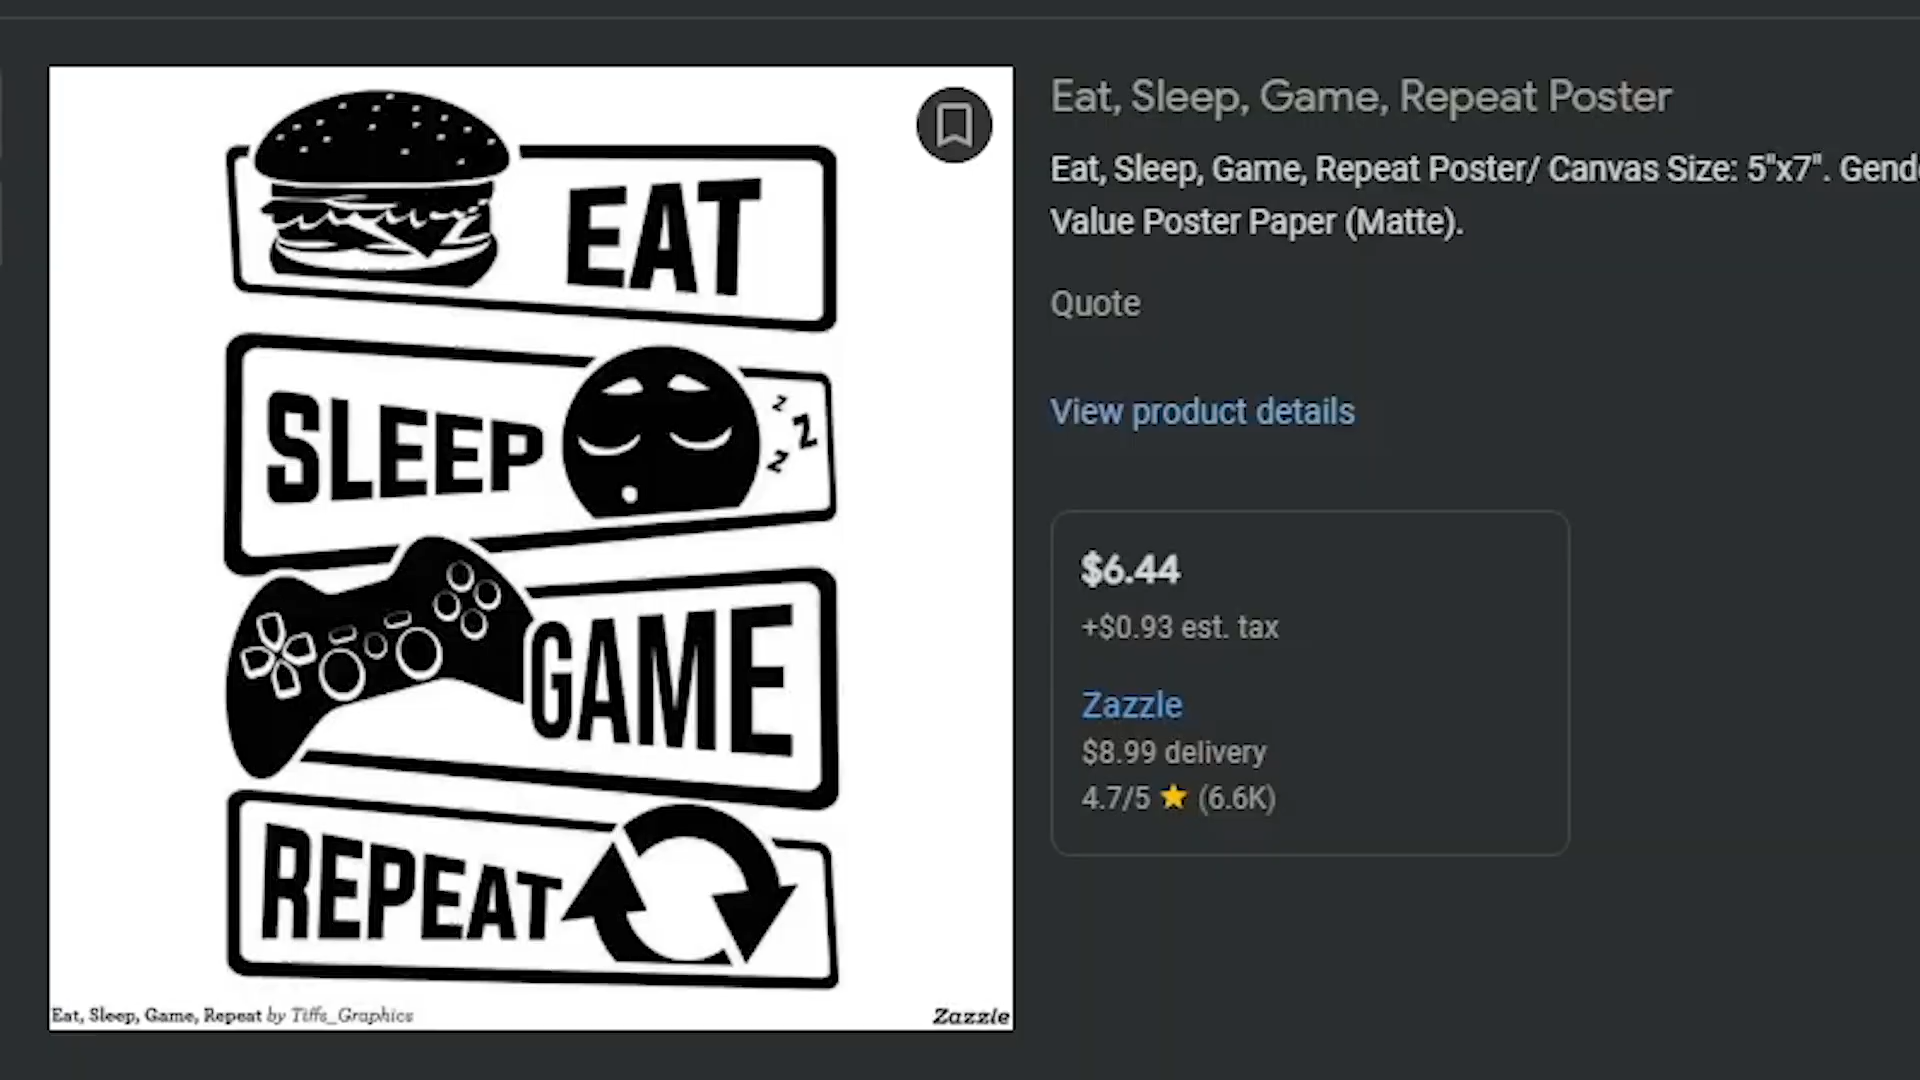 EAT
SLEEP
z
z
z
GAME
REPEAT
Eat, Sleep, Game, Repeat by Tiffs_Graphics
Zazzle
Eat, Sleep, Game, Repeat Poster
Eat, Sleep, Game, Repeat Poster/ Canvas Size: 5"x7".
Value Poster Paper (Matte).
Quote
View product details
$6.44
+$0.93 est. tax
Zazzle
$8.99 delivery
4.7/5 ★ (6.6K)